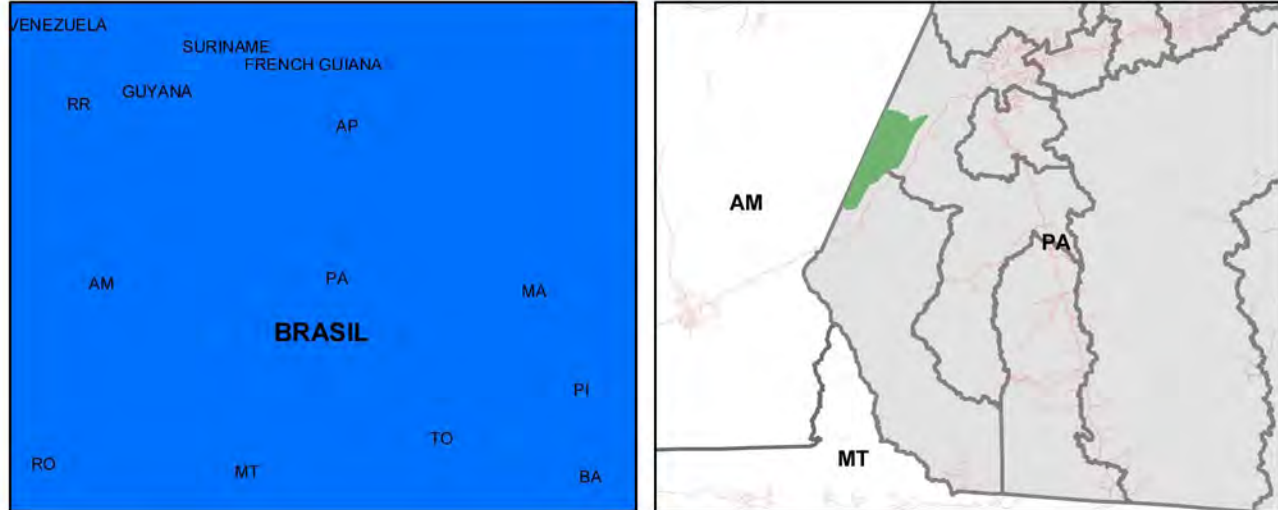 VENEZUELA
SURINAME
FRENCH GUIANA
GUYANA
RR
AP
AM
PA
MA
BRASIL
PI
TO
RO
MT
BA
AM
PA
MT